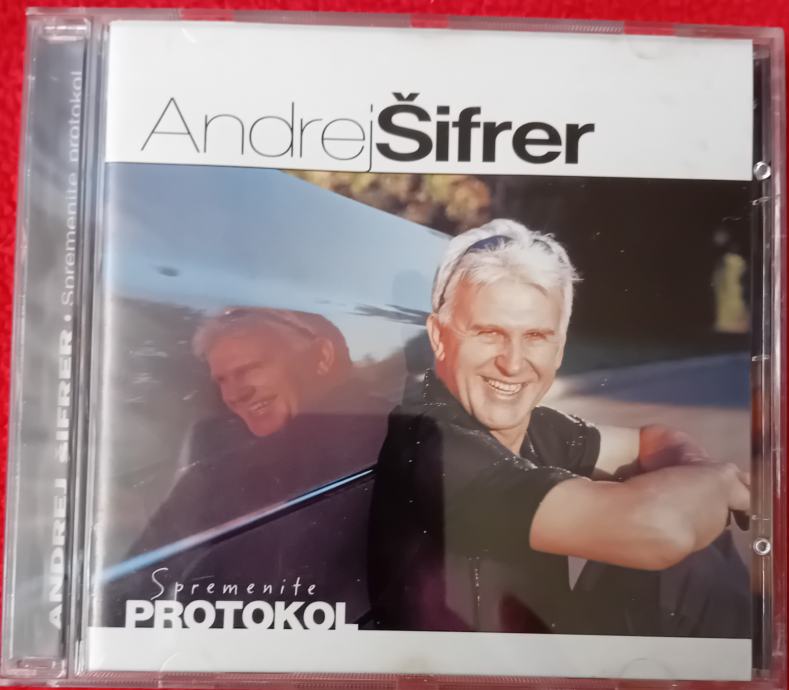 AndrejŠifrer
Spremenite
PROTOKOL
ANDREJ ŠIFRER • Spremenite protokol